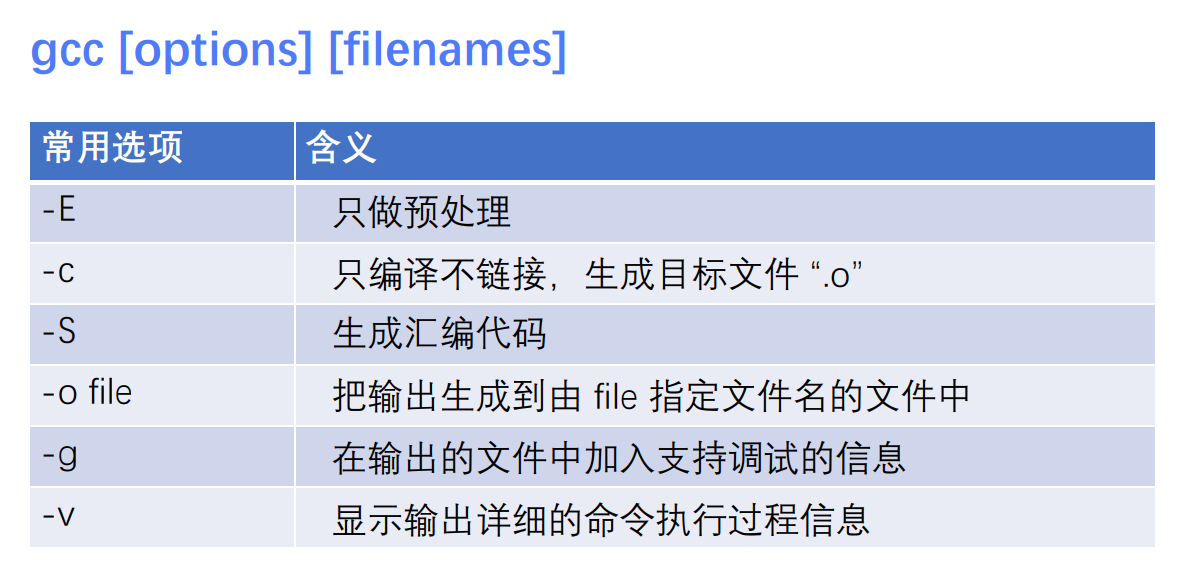 gcc [options] [filenames]
常用选项 含义
-E 只做预处理
-c 只编译不链接，生成目标文件 “.o”
-S 生成汇编代码
-o file 把输出生成到由 file 指定文件名的文件中
-g 在输出的文件中加入支持调试的信息
-v 显示输出详细的命令执行过程信息